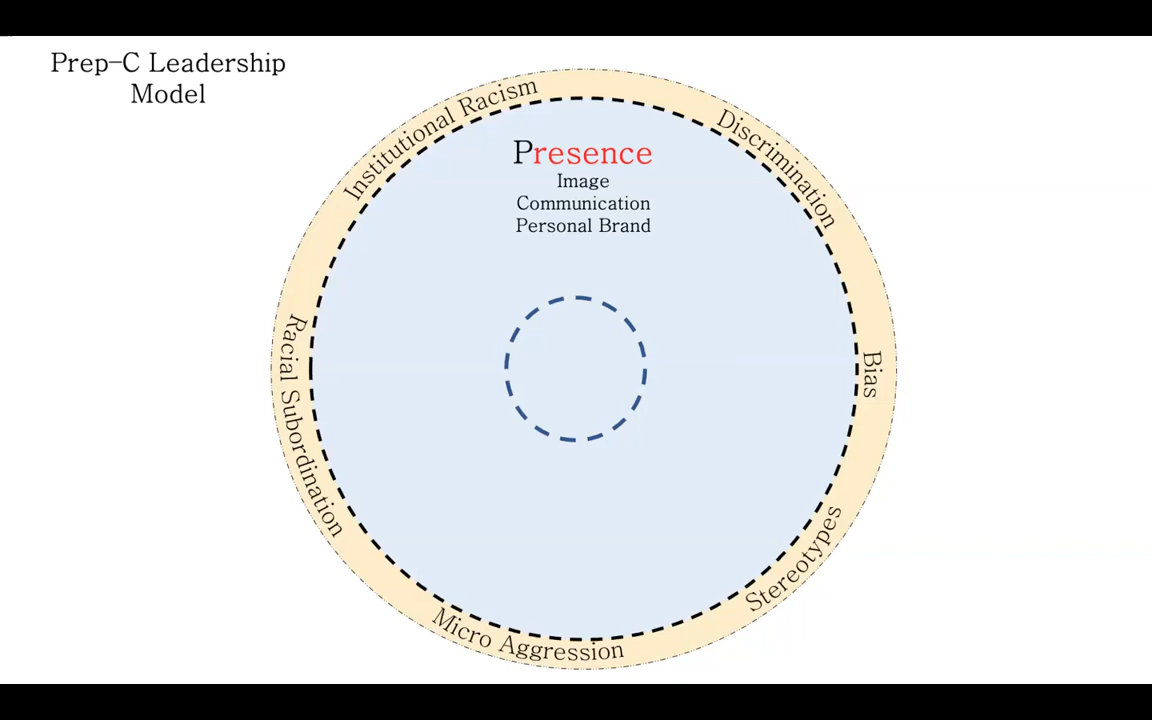 Prep-C Leadership
Model
Institutional Racism
Discrimination
Presence
Image
Communication
Personal Brand
Racial Subordination
Bias
Stereotypes
Micro Aggression